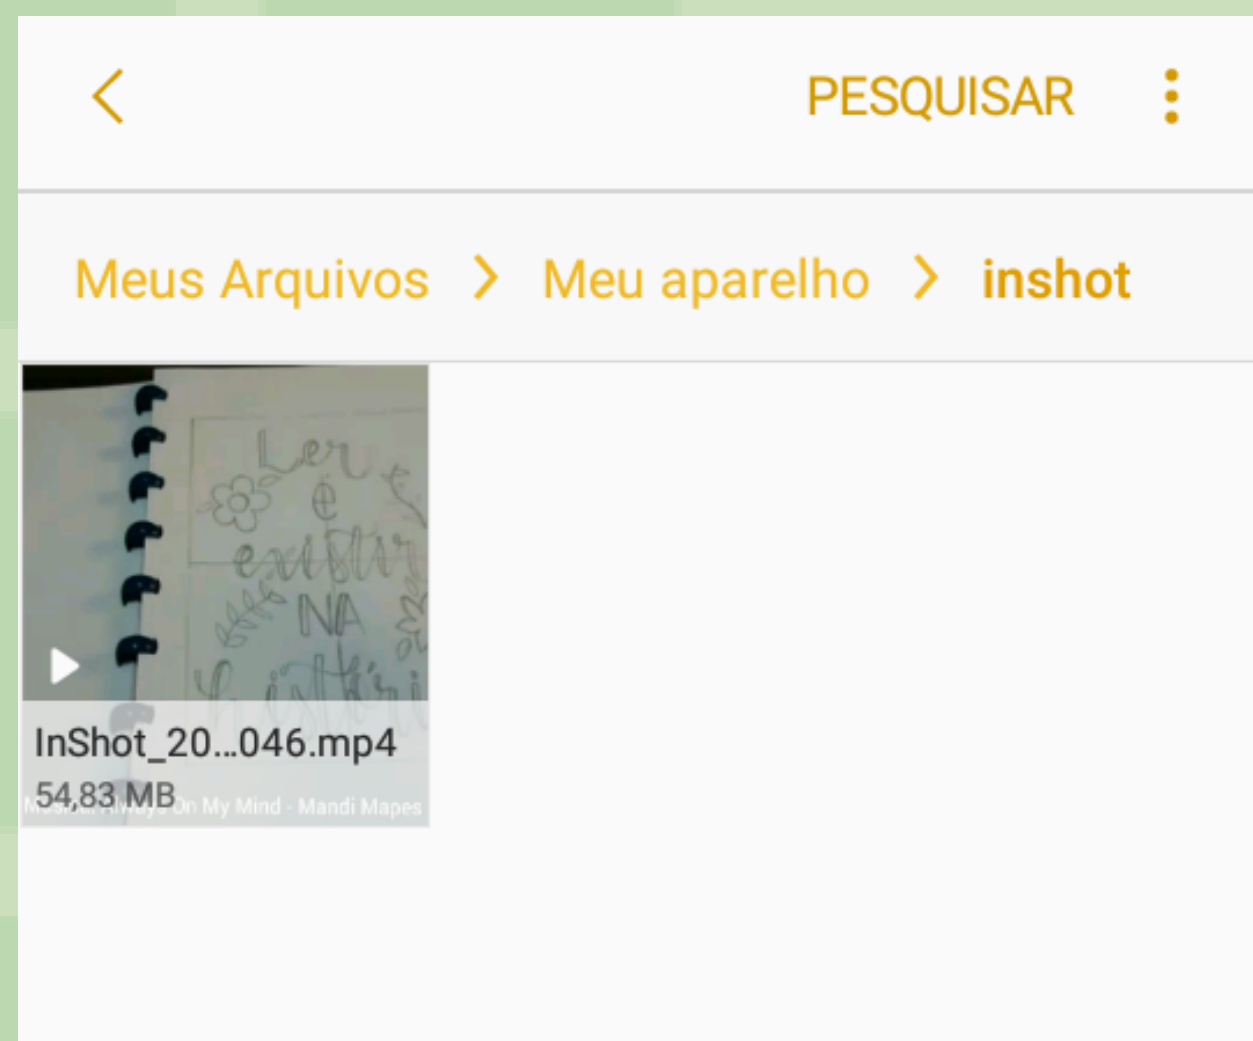 PESQUISAR
Meus Arquivos > Meu aparelho > inshot
Ler
é
existir
NA
históri
InShot_20...046.mp4
54,83 MB
On My Mind - Mandi Mapes